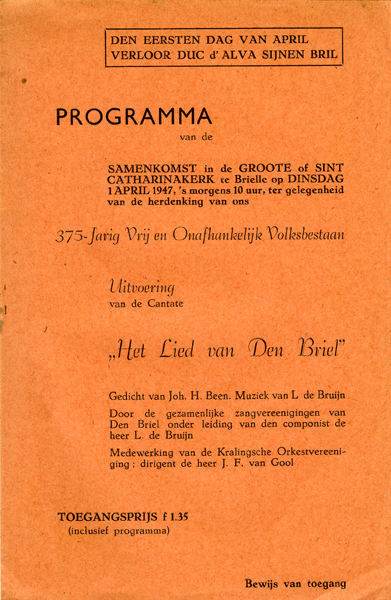 DEN EERSTEN DAG VAN APRIL
VERLOOR DUC d' ALVA SIJNEN BRIL
PROGRAMMA
van de
SAMENKOMST in de GROOTE of SINT
CATHARINAKERK te Brielle op DINSDAG
1 APRIL 1947, 's morgens 10 uur, ter gelegenheid
van de herdenking van ons
375-Jarig Vrij en Onafhankelijk Volksbestaan
Uitvoering
van de Cantate
„Het Lied van Den Briel"
Gedicht van Joh. H. Been. Muziek van L de Bruijn
Door de gezamenlijke zangvereenigingen van
Den Briel onder leiding van den componist de
heer L. de Bruijn
Medewerking van de Kralingsche Orkestvereeni-
ging : dirigent de heer J. F. van Gool
TOEGANGSPRIJS f 1.35
(inclusief programma)
Bewijs van toegang